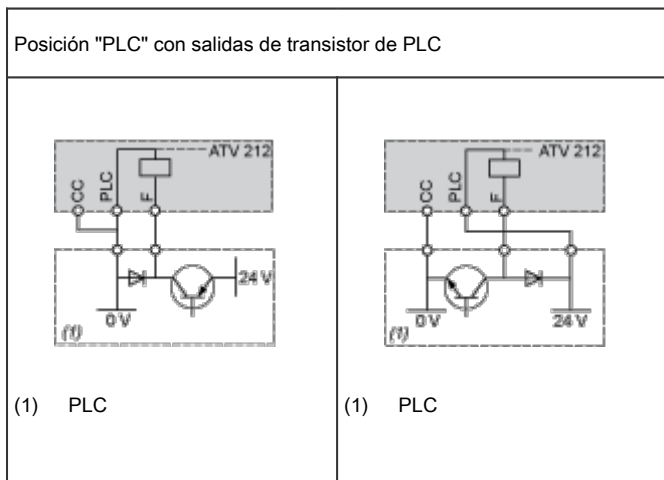 Posición "PLC" con salidas de transistor de PLC
ATV 212
CC
PLC
F
24 V
0 V
(1)
(1) PLC
ATV 212
CC
PLC
F
0 V
24 V
(1)
(1) PLC